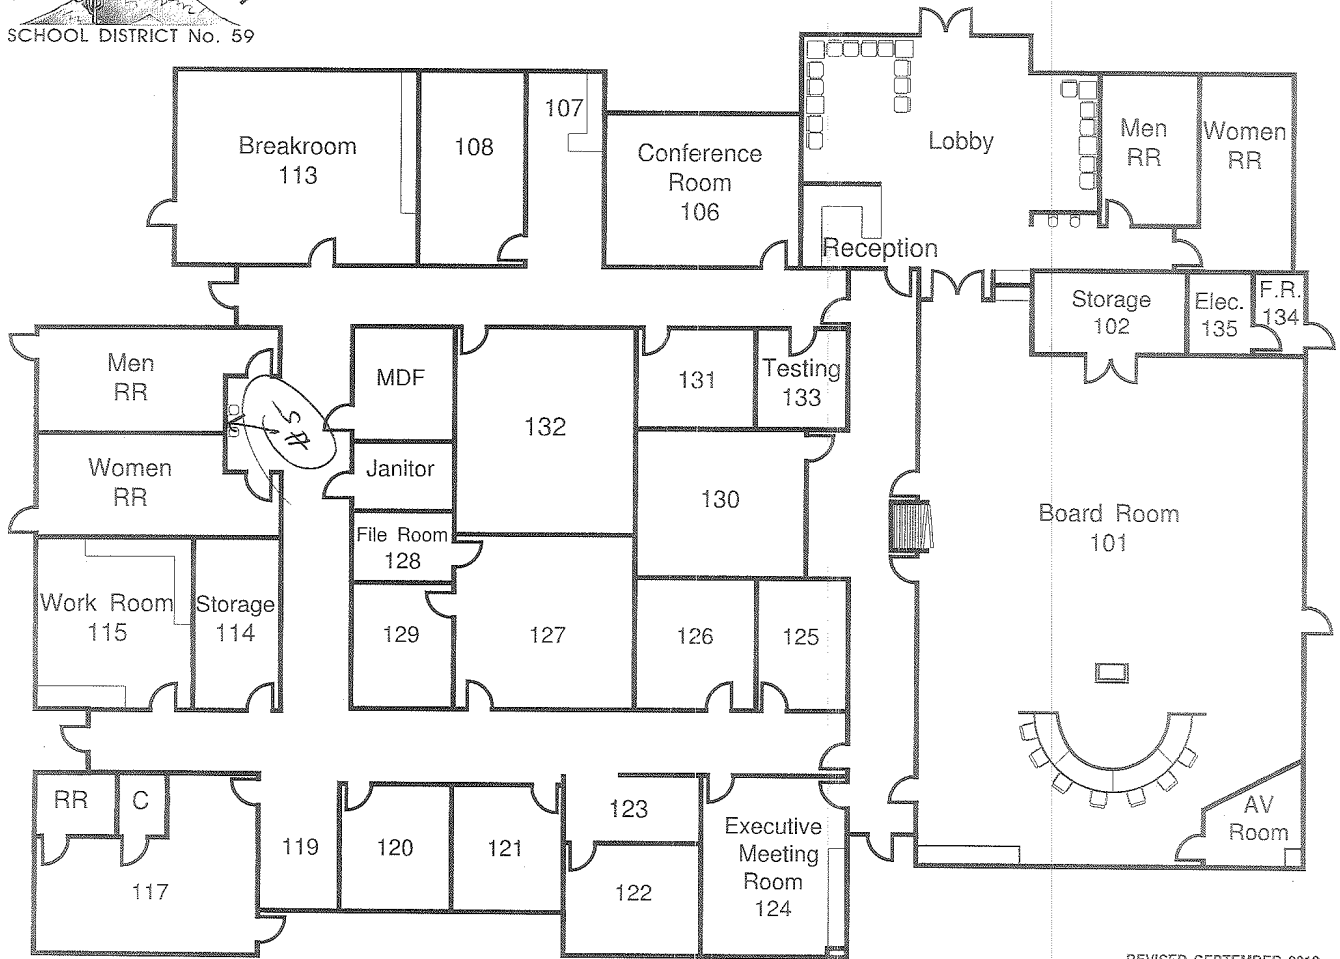 SCHOOL DISTRICT No. 59
Breakroom
113
108
107
Conference
Room
106
Lobby
Reception
Men
RR
Women
RR
Storage
102
Elec.
135
F.R.
134
Men
RR
Women
RR
#5
MDF
Janitor
File Room
128
129
132
131
Testing
133
130
127
126
125
Board Room
101
Work Room
115
Storage
114
RR
C
117
119
120
121
123
122
Executive
Meeting
Room
124
AV
Room
REVISED SEPTEMBER